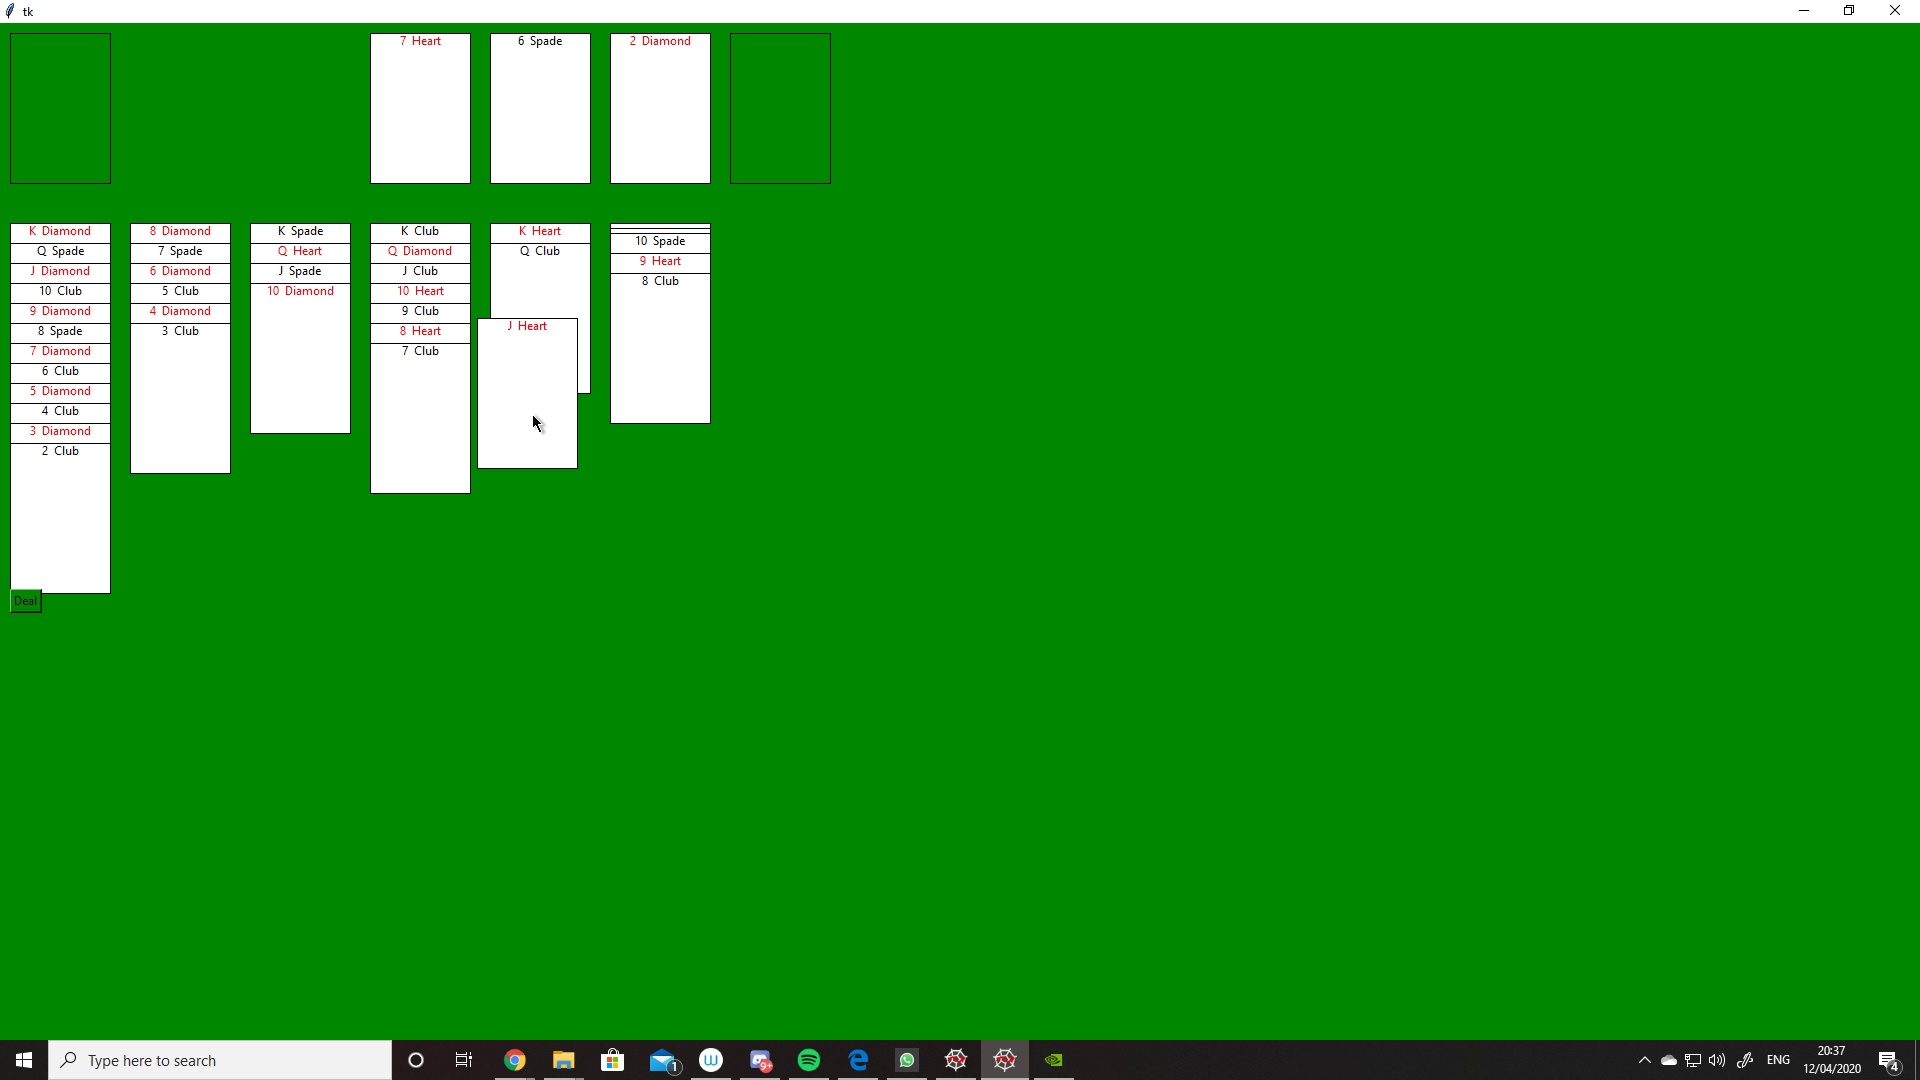 tk
7 Heart
6 Spade
2 Diamond
K Diamond
Q Spade
J Diamond
10 Club
9 Diamond
8 Spade
7 Diamond
6 Club
5 Diamond
4 Club
3 Diamond
2 Club
8 Diamond
7 Spade
6 Diamond
5 Club
4 Diamond
3 Club
K Spade
Q Heart
J Spade
10 Diamond
K Club
Q Diamond
J Club
10 Heart
9 Club
8 Heart
7 Club
K Heart
Q Club
J Heart
10 Spade
9 Heart
8 Club
Deal
Type here to search
1
W
9+
ENG
20:37
12/04/2020
4